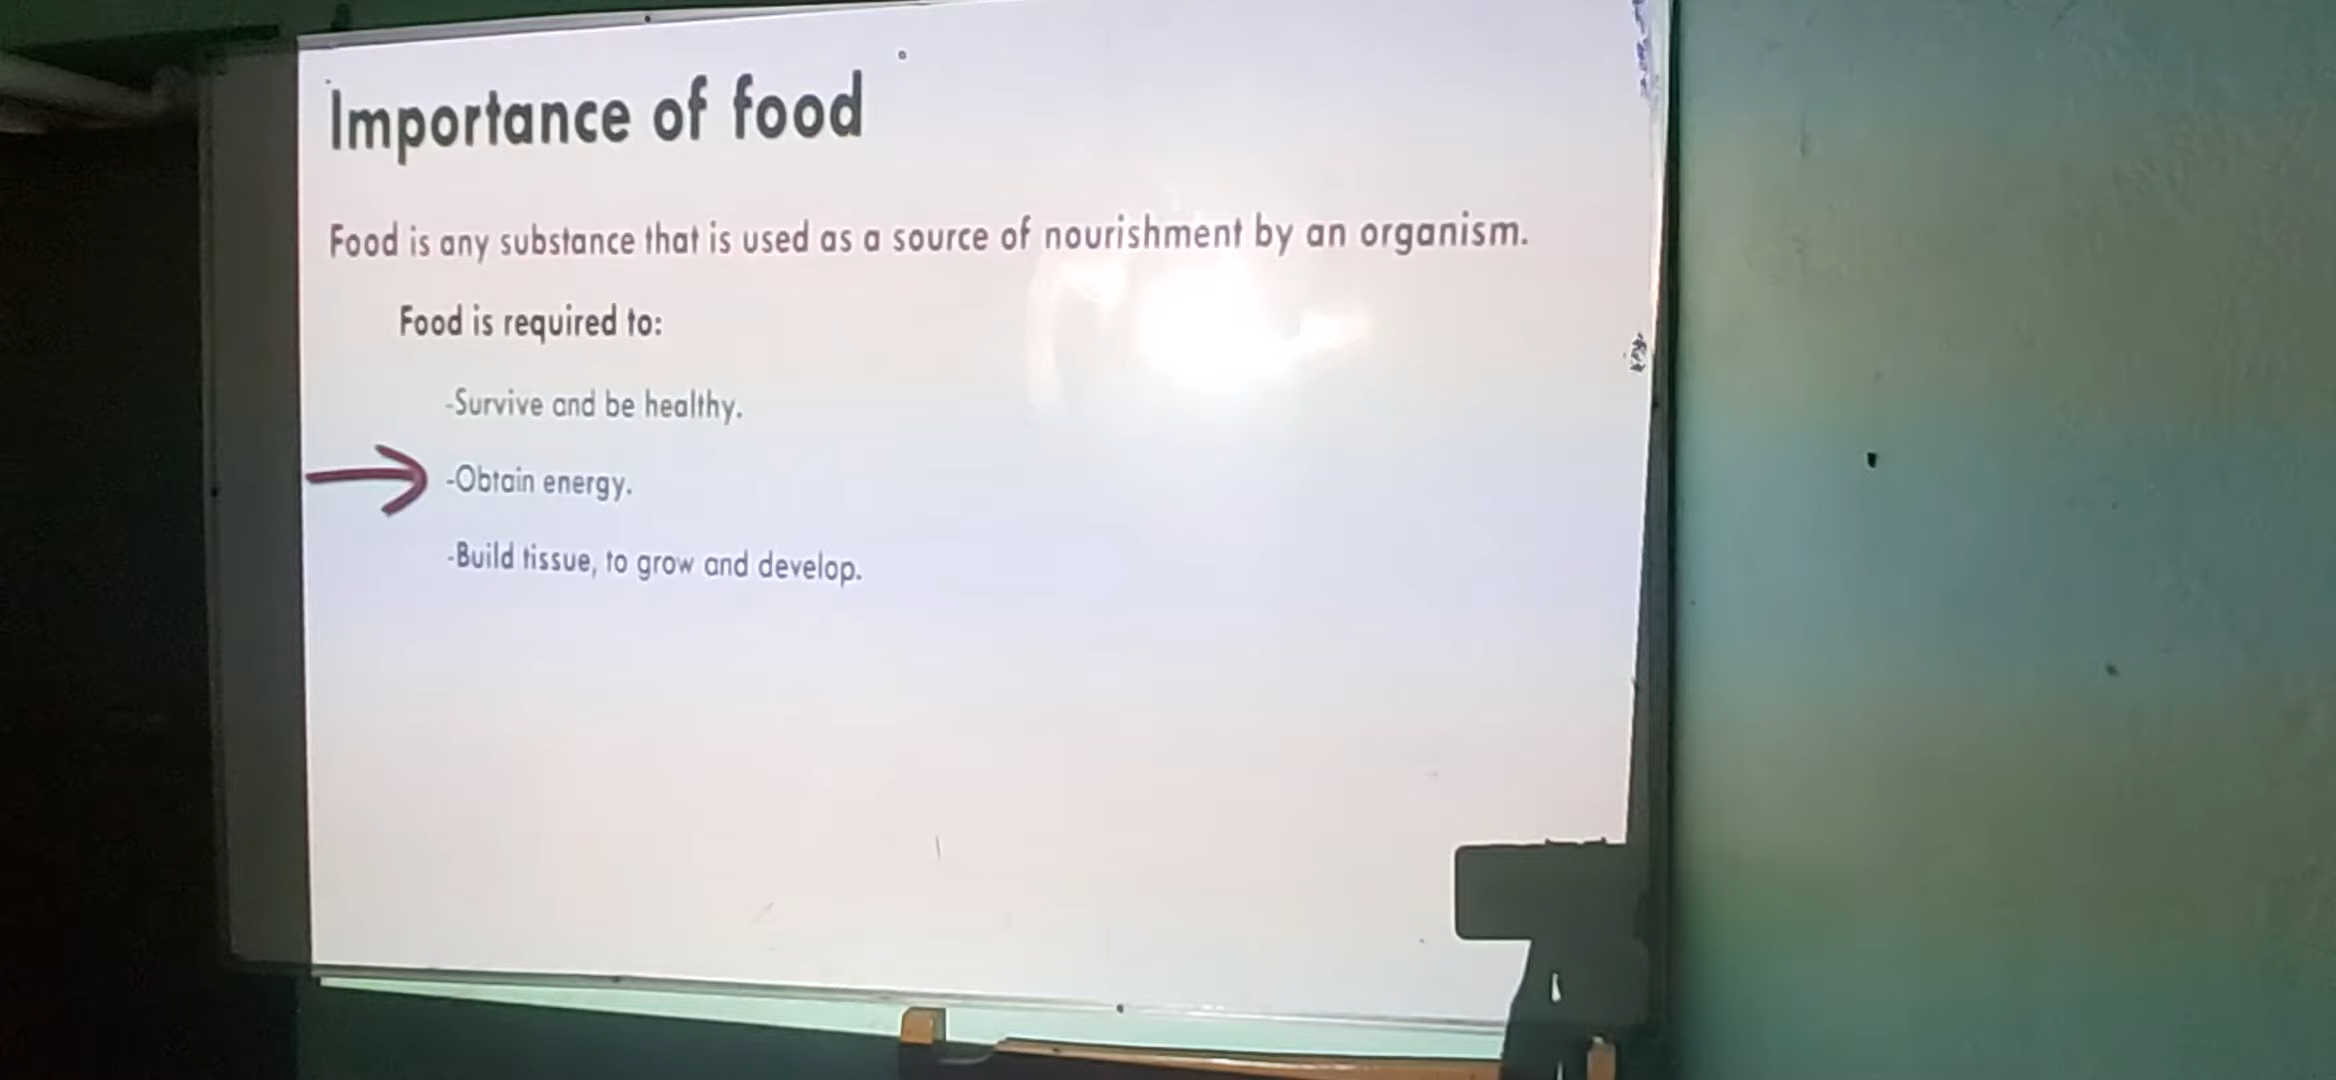 Importance of food
Food is any substance that is used as a source of nourishment by an organism.
Food is required to:
-Survive and be healthy.
-Obtain energy.
-Build tissue, to grow and develop.